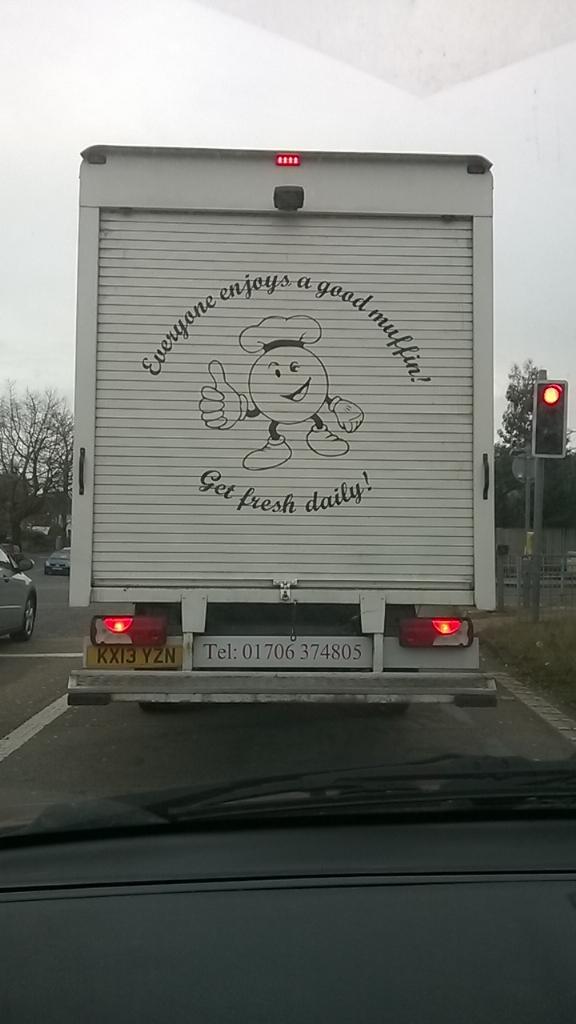 Everyone enjoys a good muffin!
Get fresh daily!
KX13 YZN
Tel: 01706 374805